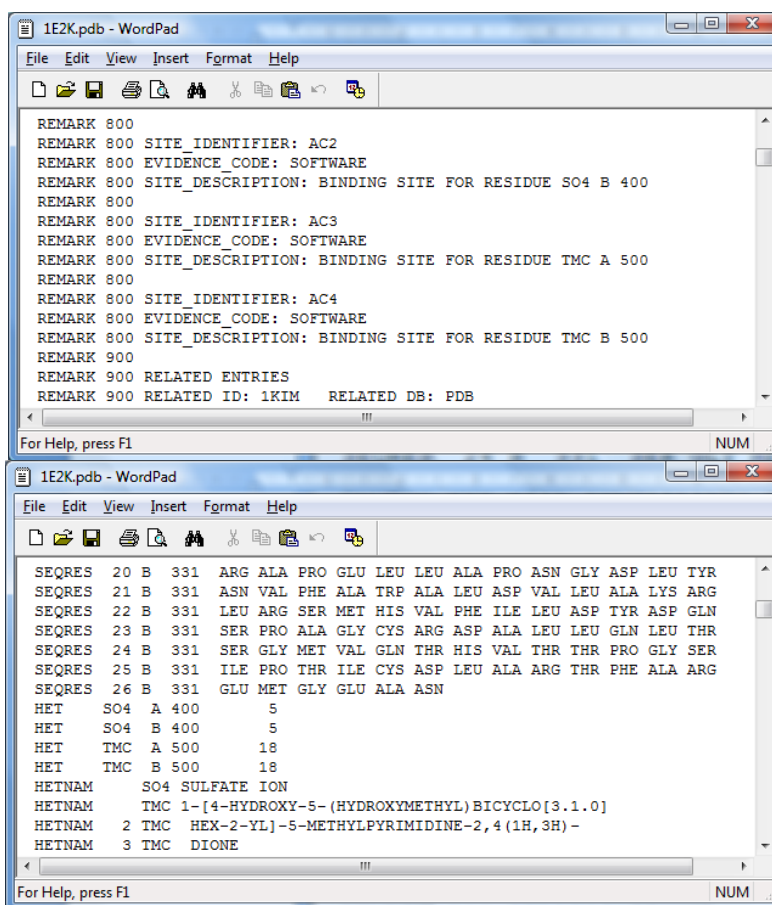 1E2K.pdb - WordPad
File Edit View Insert Format Help
REMARK 800
REMARK 800 SITE_IDENTIFIER: AC2
REMARK 800 EVIDENCE_CODE: SOFTWARE
REMARK 800 SITE_DESCRIPTION: BINDING SITE FOR RESIDUE SO4 B 400
REMARK 800
REMARK 800 SITE_IDENTIFIER: AC3
REMARK 800 EVIDENCE_CODE: SOFTWARE
REMARK 800 SITE_DESCRIPTION: BINDING SITE FOR RESIDUE TMC A 500
REMARK 800
REMARK 800 SITE_IDENTIFIER: AC4
REMARK 800 EVIDENCE_CODE: SOFTWARE
REMARK 800 SITE_DESCRIPTION: BINDING SITE FOR RESIDUE TMC B 500
REMARK 900
REMARK 900 RELATED ENTRIES
REMARK 900 RELATED ID: 1KIM   RELATED DB: PDB
For Help, press F1 NUM
1E2K.pdb - WordPad
File Edit View Insert Format Help
SEQRES  20 B  331  ARG ALA PRO GLU LEU LEU ALA PRO ASN GLY ASP LEU TYR
SEQRES  21 B  331  ASN VAL PHE ALA TRP ALA LEU ASP VAL LEU ALA LYS ARG
SEQRES  22 B  331  LEU ARG SER MET HIS VAL PHE ILE LEU ASP TYR ASP GLN
SEQRES  23 B  331  SER PRO ALA GLY CYS ARG ASP ALA LEU LEU GLN LEU THR
SEQRES  24 B  331  SER GLY MET VAL GLN THR HIS VAL THR THR PRO GLY SER
SEQRES  25 B  331  ILE PRO THR ILE CYS ASP LEU ALA ARG THR PHE ALA ARG
SEQRES  26 B  331  GLU MET GLY GLU ALA ASN
HET    SO4  A 400       5
HET    SO4  B 400       5
HET    TMC  A 500      18
HET    TMC  B 500      18
HETNAM     SO4 SULFATE ION
HETNAM     TMC 1-[4-HYDROXY-5-(HYDROXYMETHYL)BICYCLO[3.1.0]
HETNAM   2 TMC  HEX-2-YL]-5-METHYLPYRIMIDINE-2,4(1H,3H)-
HETNAM   3 TMC  DIONE
For Help, press F1 NUM